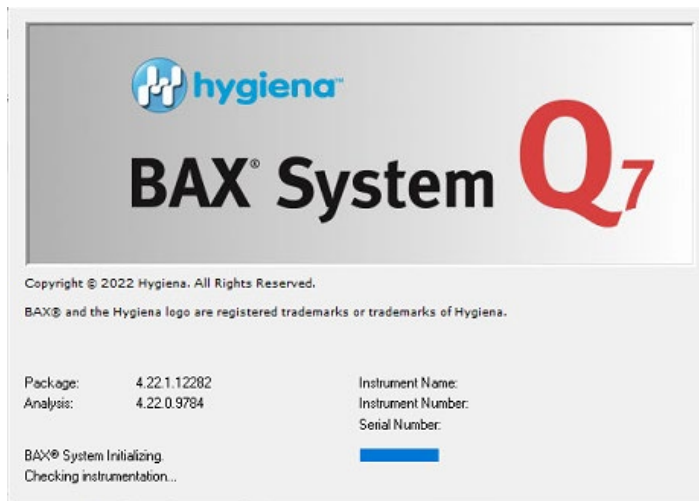 hygiena™
BAX® System Q7
Copyright © 2022 Hygiena. All Rights Reserved.
BAX® and the Hygiena logo are registered trademarks or trademarks of Hygiena.
Package: 4.22.1.12282 Instrument Name:
Analysis: 4.22.0.9784 Instrument Number:
Serial Number:
BAX® System Initializing.
Checking instrumentation...